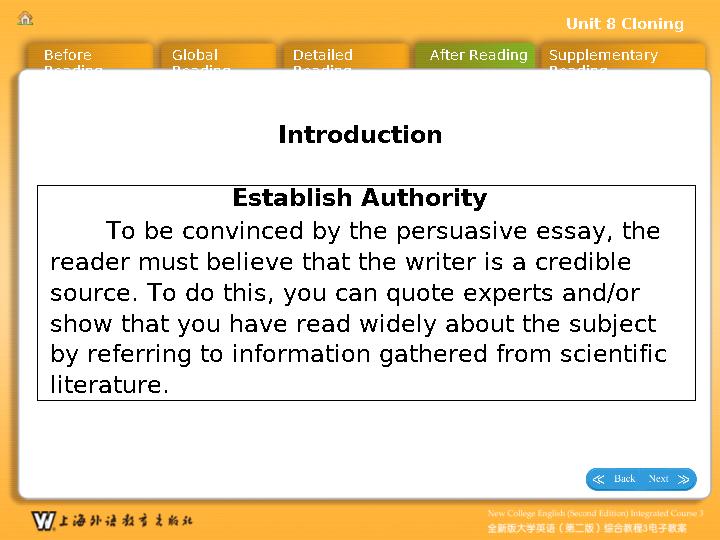 Unit 8 Cloning
Before Reading
Global Reading
Detailed Reading
After Reading
Supplementary Reading
Introduction
Establish Authority
To be convinced by the persuasive essay, the
reader must believe that the writer is a credible
source. To do this, you can quote experts and/or
show that you have read widely about the subject
by referring to information gathered from scientific
literature.
Back Next
上海外语教育出版社
New College English (Second Edition) Integrated Course 3
全新版大学英语（第二版）综合教程3电子教案